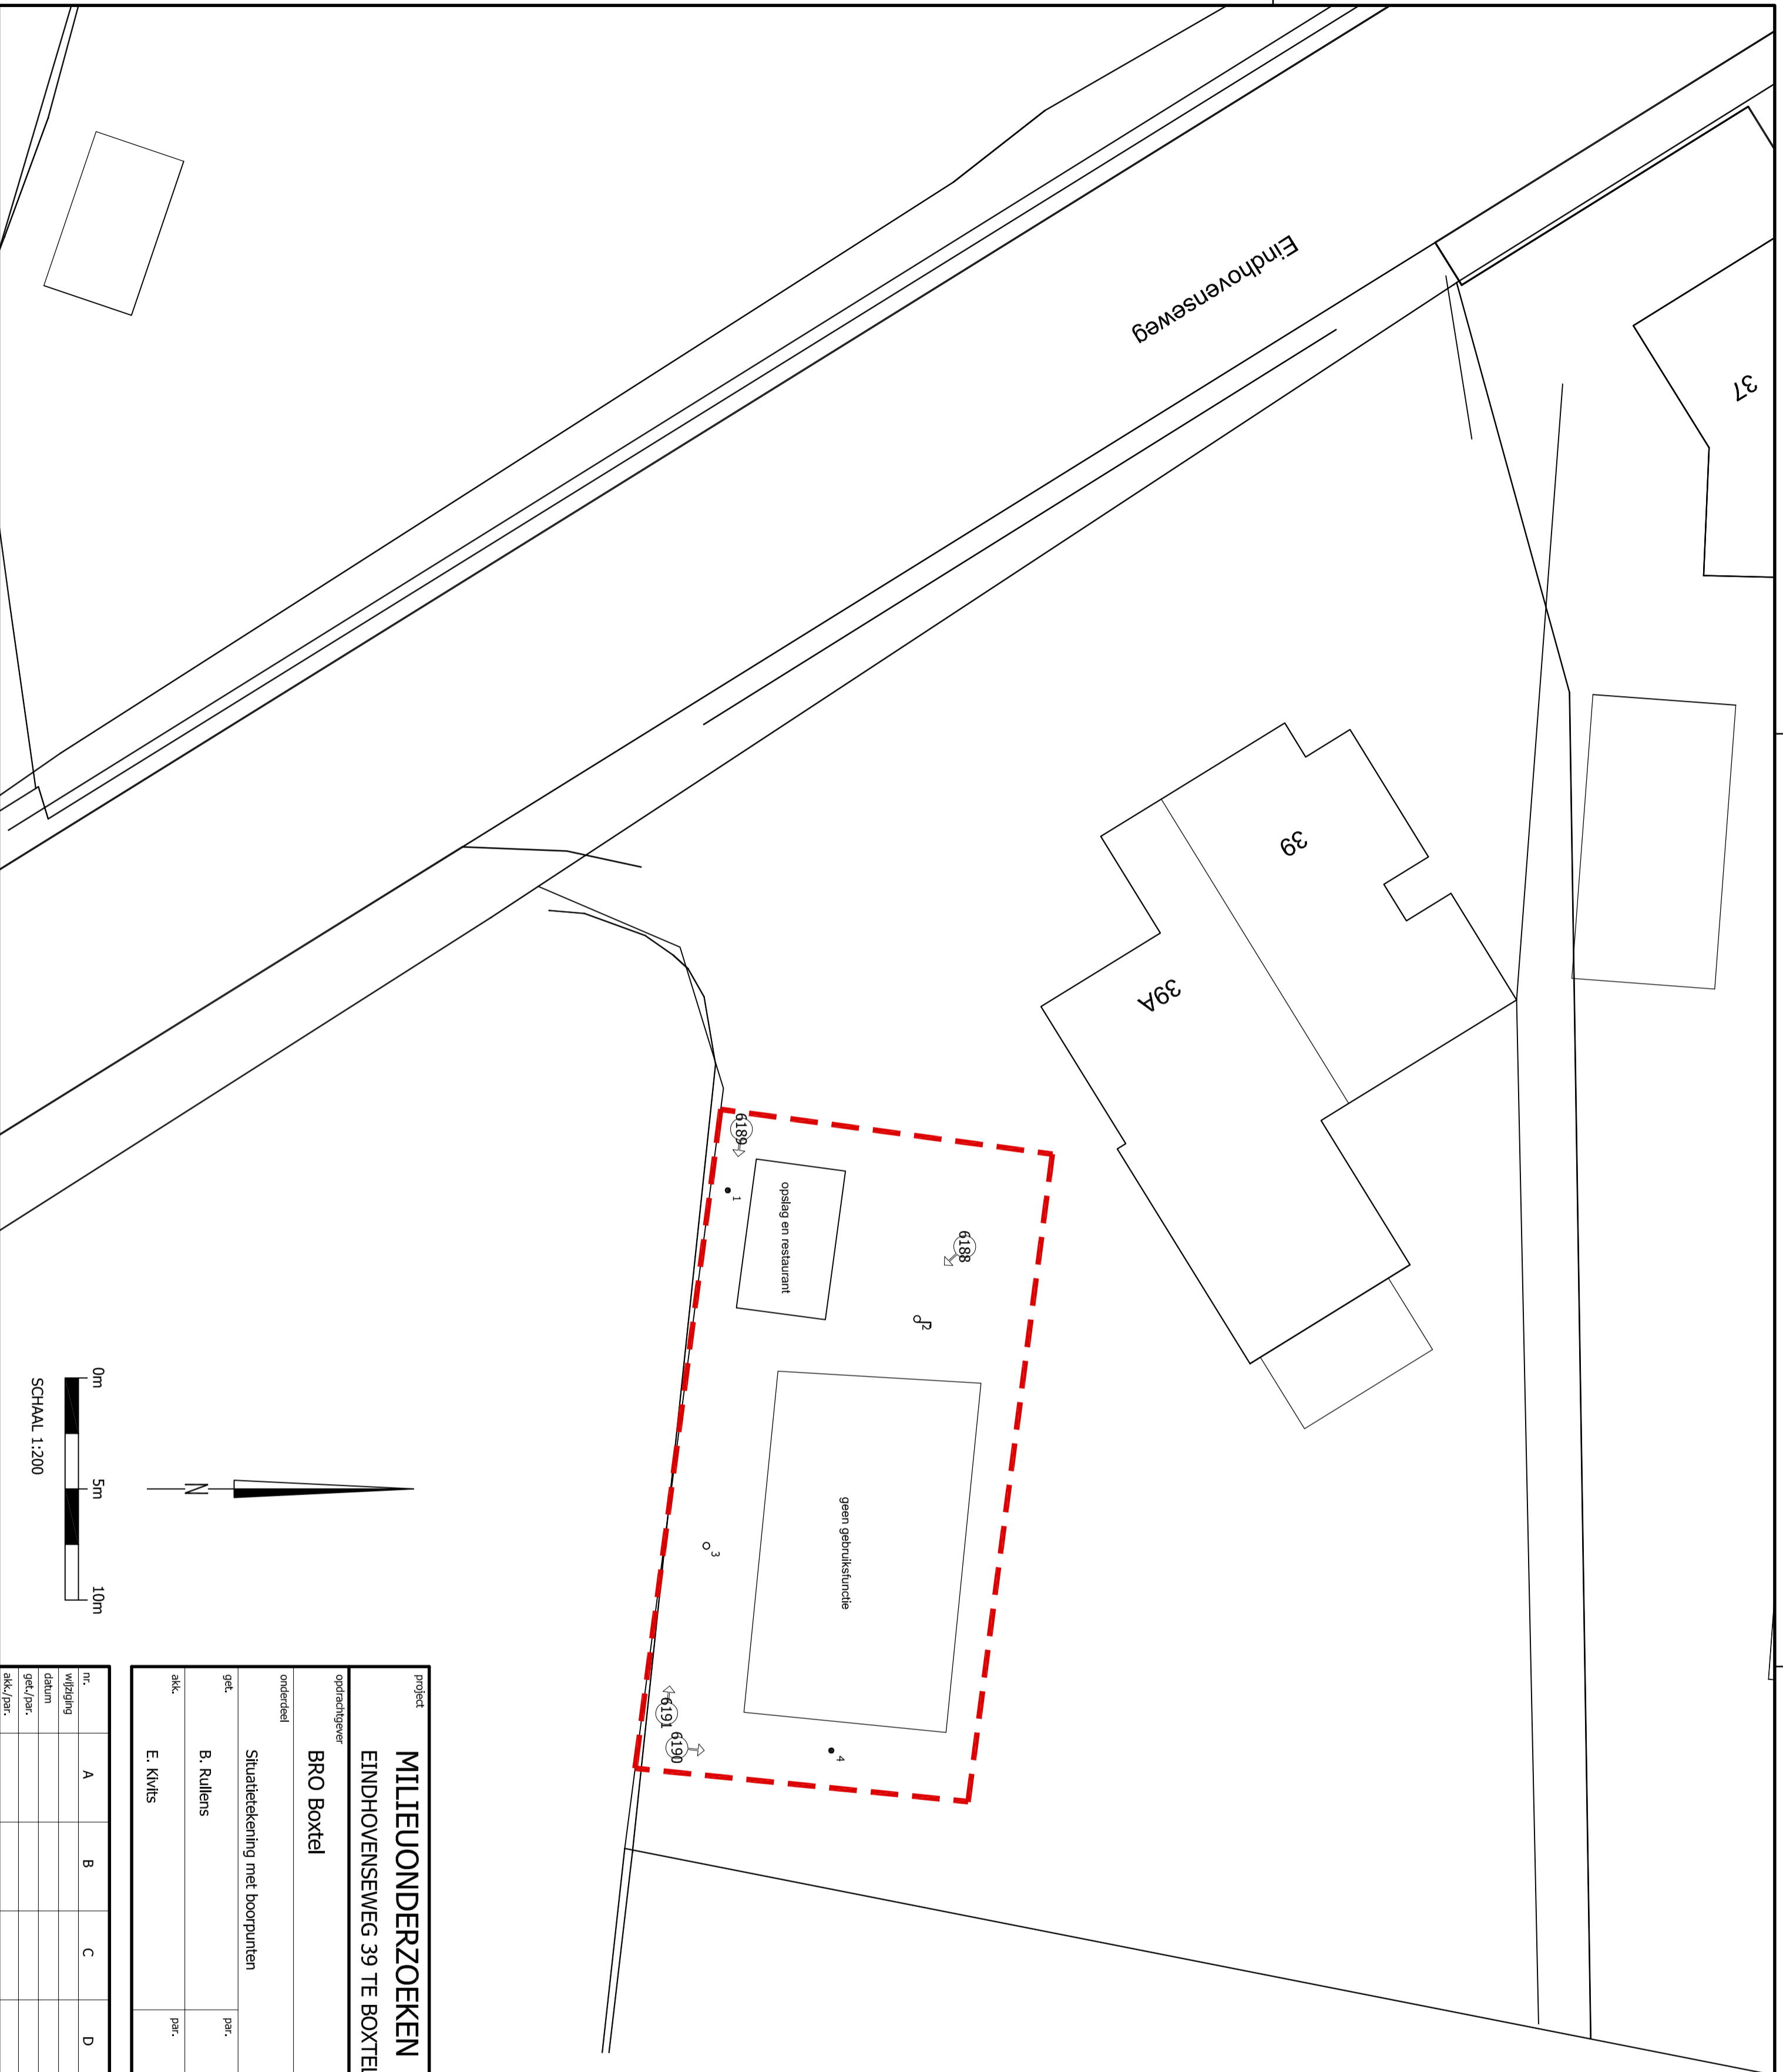 Eindhovenseweg
37
39
39A
6189
1
opslag en restaurant
6188
2
geen gebruiksfunctie
3
6191
6190
4
N
0m
5m
10m
SCHAAL 1:200
project
MILIEUONDERZOEKEN
EINDHOVENSEWEG 39 TE BOXTEL
opdrachtgever
BRO Boxtel
onderdeel
Situatietekening met boorpunten
get.
B. Rullens
par.
akk.
E. Kivits
par.
nr.
A
B
C
D
wijziging
datum
get./par.
akk./par.